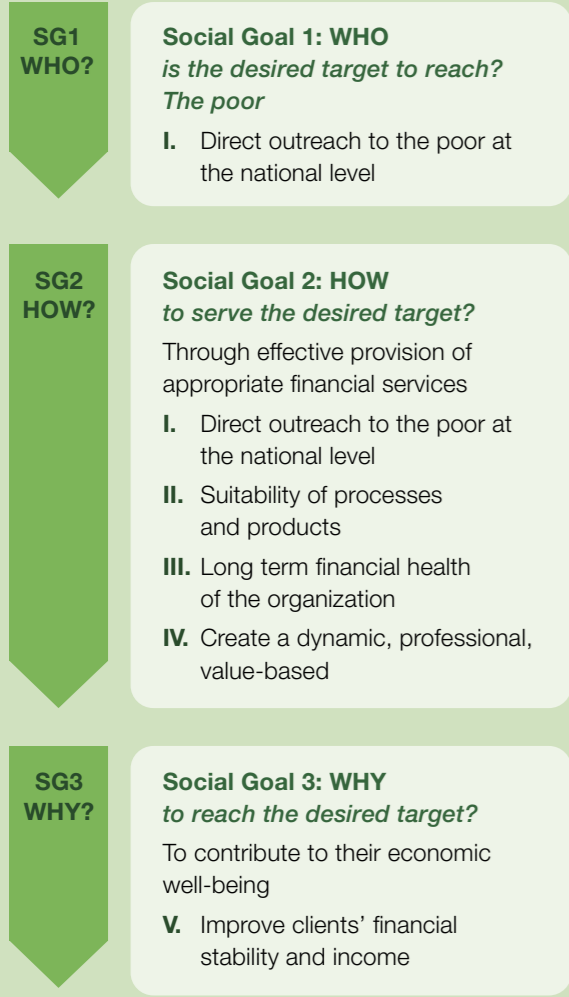 SG1
WHO?
Social Goal 1: WHO
is the desired target to reach?
The poor
I. Direct outreach to the poor at
the national level
SG2
HOW?
Social Goal 2: HOW
to serve the desired target?
Through effective provision of
appropriate financial services
I. Direct outreach to the poor at
the national level
II. Suitability of processes
and products
III. Long term financial health
of the organization
IV. Create a dynamic, professional,
value-based
SG3
WHY?
Social Goal 3: WHY
to reach the desired target?
To contribute to their economic
well-being
V. Improve clients’ financial
stability and income